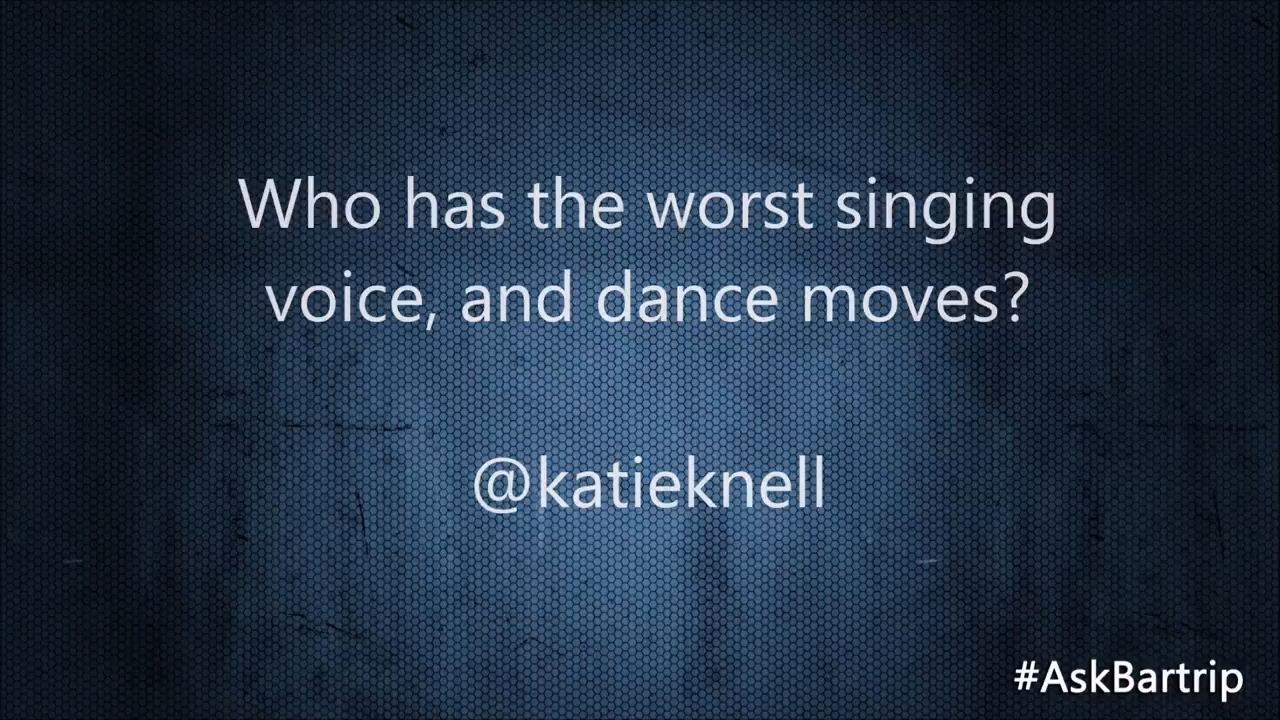 Who has the worst singing
voice, and dance moves?
@katieknell
#AskBartrip